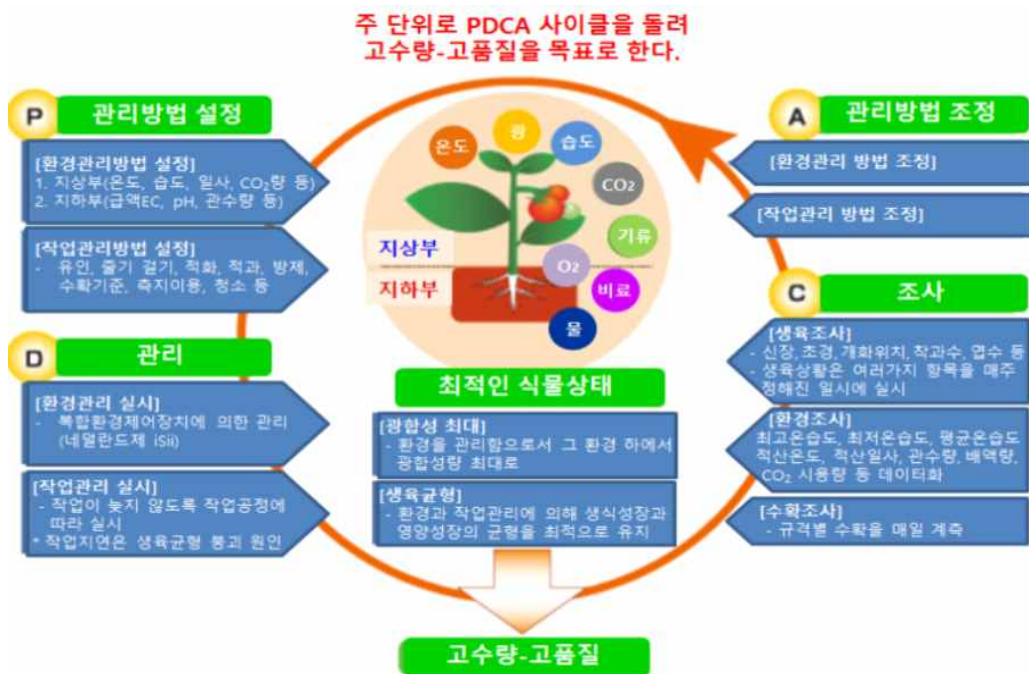 주 단위로 PDCA 사이클을 돌려
고수량-고품질을 목표로 한다.
P 관리방법 설정
[환경관리방법 설정]
1. 지상부(온도, 습도, 일사, CO₂량 등)
2. 지하부(급액EC, pH, 관수량 등)
[작업관리방법 설정]
- 유인, 줄기 걸기, 적화, 적과, 방제,
수확기준, 측지이용, 청소 등
D 관리
[환경관리 실시]
- 복합환경제어장치에 의한 관리
(네덜란드제 iSii)
[작업관리 실시]
- 작업이 늦지 않도록 작업공정에
따라 실시
* 작업지연은 생육균형 붕괴 원인
온도
광
습도
CO₂
기류
O₂
비료
물
지상부
지하부
최적인 식물상태
[광합성 최대]
- 환경을 관리함으로서 그 환경 하에서
광합성량 최대로
[생육균형]
- 환경과 작업관리에 의해 생식성장과
영양성장의 균형을 최적으로 유지
고수량-고품질
A 관리방법 조정
[환경관리 방법 조정]
[작업관리 방법 조정]
C 조사
[생육조사]
- 신장, 초경, 개화위치, 착과수, 엽수 등
- 생육상황은 여러가지 항목을 매주
정해진 일시에 실시
[환경조사]
최고온습도, 최저온습도, 평균온습도
적산온도, 적산일사, 관수량, 배액량,
CO₂ 시용량 등 데이터화
[수확조사]
- 규격별 수확을 매일 계측